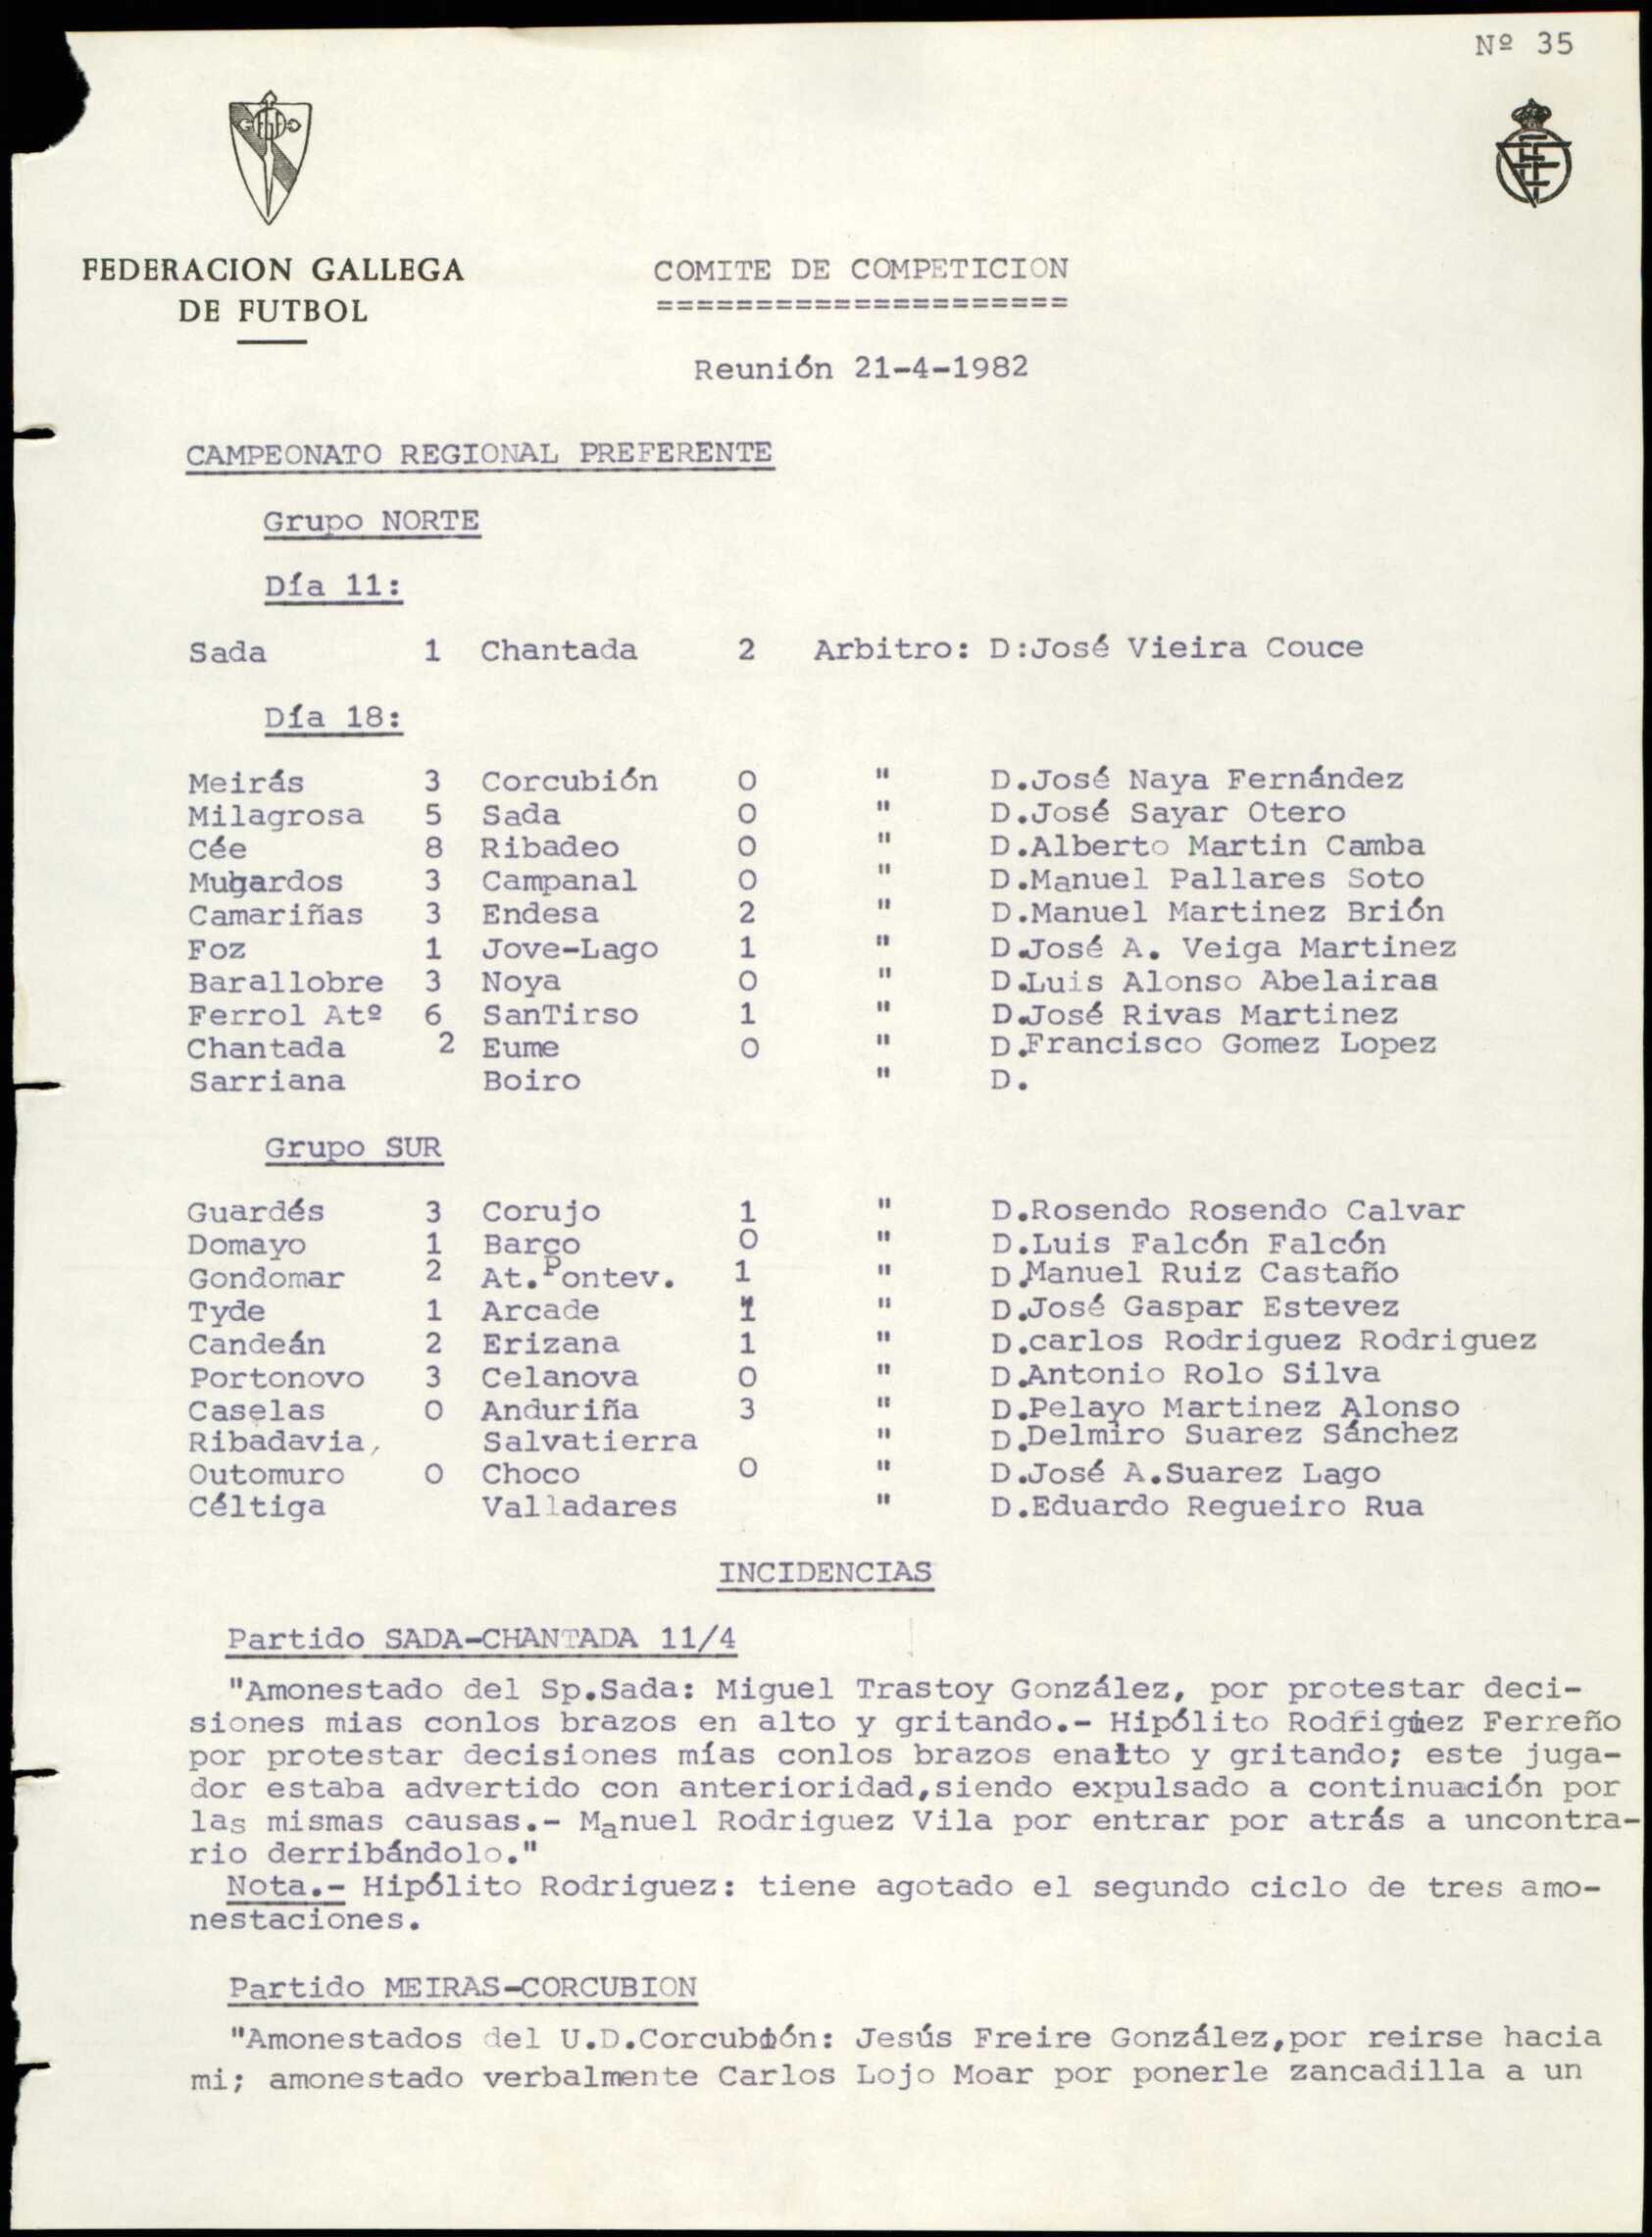 Nº 35
FEDERACION GALLEGA
DE FUTBOL
COMITE DE COMPETICION
=====================
Reunión 21-4-1982
CAMPEONATO REGIONAL PREFERENTE
Grupo NORTE
Día 11:
Sada 1 Chantada 2 Arbitro: D:José Vieira Couce
Día 18:
Meirás 3 Corcubión 0 " D.José Naya Fernández
Milagrosa 5 Sada 0 " D.José Sayar Otero
Cée 8 Ribadeo 0 " D.Alberto Martin Camba
Mugardos 3 Campanal 0 " D.Manuel Pallares Soto
Camariñas 3 Endesa 2 " D.Manuel Martinez Brión
Foz 1 Jove-Lago 1 " D.José A. Veiga Martinez
Barallobre 3 Noya 0 " D.Luis Alonso Abelairas
Ferrol Atº 6 SanTirso 1 " D.José Rivas Martinez
Chantada 2 Eume 0 " D.Francisco Gomez Lopez
Sarriana Boiro " D.
Grupo SUR
Guardés 3 Corujo 1 " D.Rosendo Rosendo Calvar
Domayo 1 Barco 0 " D.Luis Falcón Falcón
Gondomar 2 At.Pontev. 1 " D.Manuel Ruiz Castaño
Tyde 1 Arcade 1 " D.José Gaspar Estevez
Candeán 2 Erizana 1 " D.carlos Rodriguez Rodriguez
Portonovo 3 Celanova 0 " D.Antonio Rolo Silva
Caselas 0 Anduriña 3 " D.Pelayo Martinez Alonso
Ribadavia, Salvatierra " D.Delmiro Suarez Sánchez
Outomuro 0 Choco 0 " D.José A.Suarez Lago
Céltiga Valladares " D.Eduardo Regueiro Rua
INCIDENCIAS
Partido SADA-CHANTADA 11/4
"Amonestado del Sp.Sada: Miguel Trastoy González, por protestar deci-
siones mias conlos brazos en alto y gritando.- Hipólito Rodriguez Ferreño
por protestar decisiones mías conlos brazos enalto y gritando; este juga-
dor estaba advertido con anterioridad,siendo expulsado a continuación por
las mismas causas.- Manuel Rodriguez Vila por entrar por atrás a uncontra-
rio derribándolo."
Nota.- Hipólito Rodriguez: tiene agotado el segundo ciclo de tres amo-
nestaciones.
Partido MEIRAS-CORCUBION
"Amonestados del U.D.Corcubión: Jesús Freire González,por reirse hacia
mi; amonestado verbalmente Carlos Lojo Moar por ponerle zancadilla a un